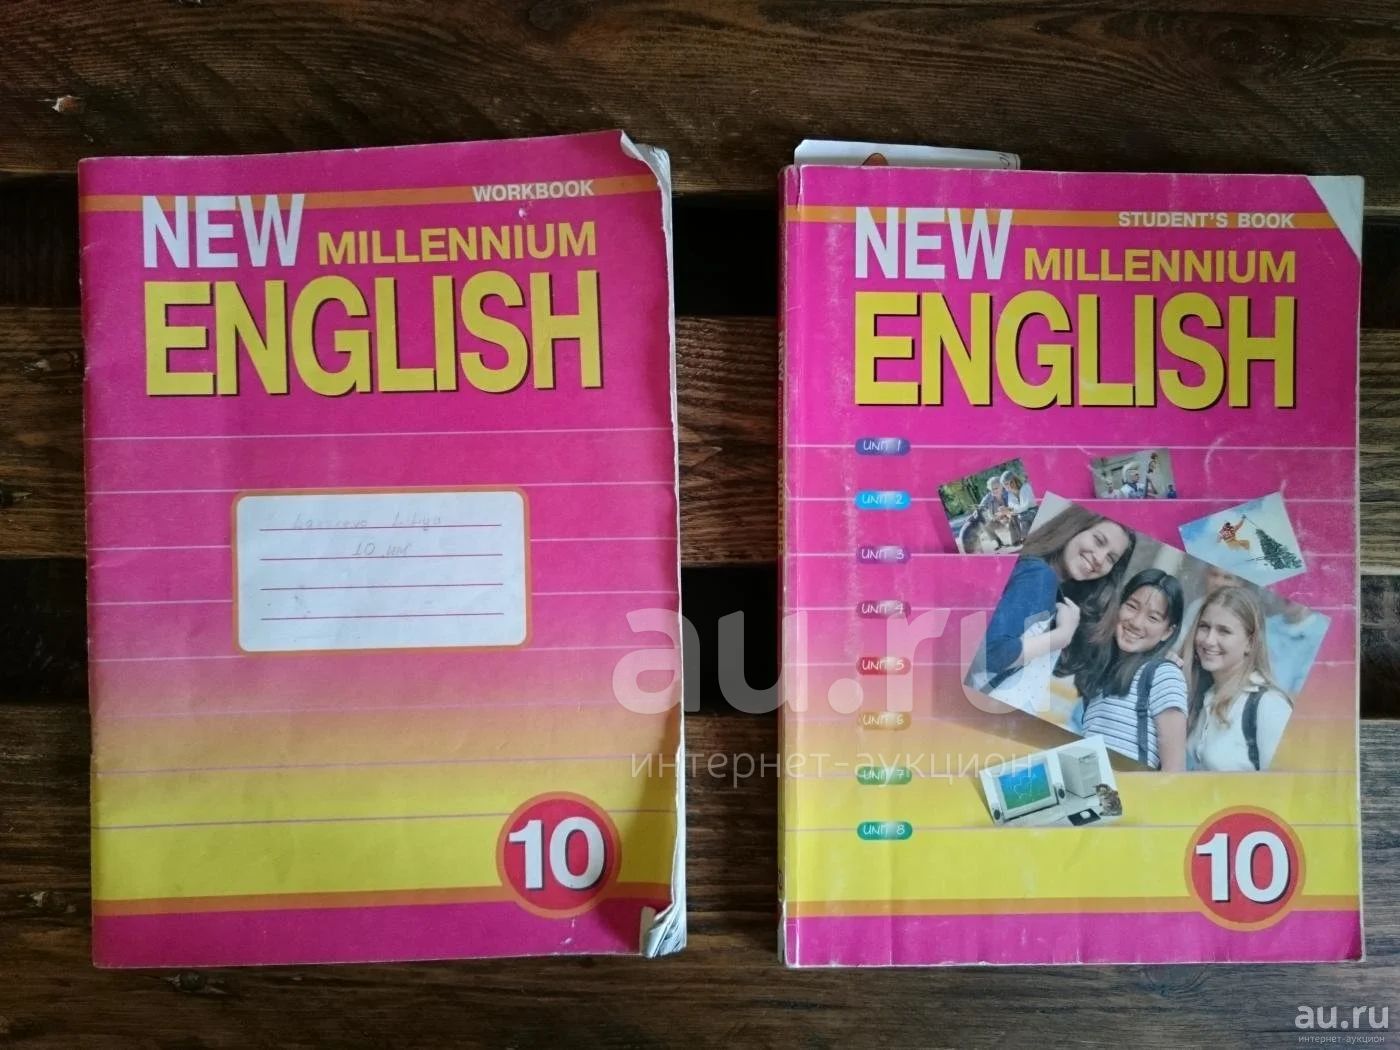 WORKBOOK
NEW
MILLENNIUM
ENGLISH
10
10
STUDENT'S BOOK
NEW
MILLENNIUM
ENGLISH
UNIT 1
UNIT 2
UNIT 3
UNIT 4
UNIT 5
UNIT 6
UNIT 7
UNIT 8
10
au.ru
интернет-аукцион
au.ru
интернет-аукцион